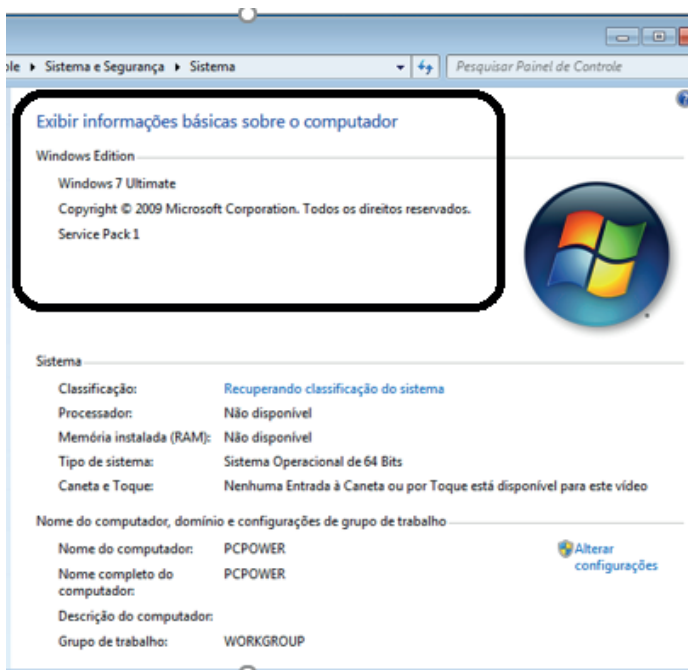 ole ▸ Sistema e Segurança ▸ Sistema
Pesquisar Painel de Controle
Exibir informações básicas sobre o computador
Windows Edition
Windows 7 Ultimate
Copyright © 2009 Microsoft Corporation. Todos os direitos reservados.
Service Pack 1
Sistema
Classificação: Recuperando classificação do sistema
Processador: Não disponível
Memória instalada (RAM): Não disponível
Tipo de sistema: Sistema Operacional de 64 Bits
Caneta e Toque: Nenhuma Entrada à Caneta ou por Toque está disponível para este vídeo
Nome do computador, domínio e configurações de grupo de trabalho
Nome do computador: PCPOWER
Alterar
configurações
Nome completo do PCPOWER
computador:
Descrição do computador:
Grupo de trabalho: WORKGROUP